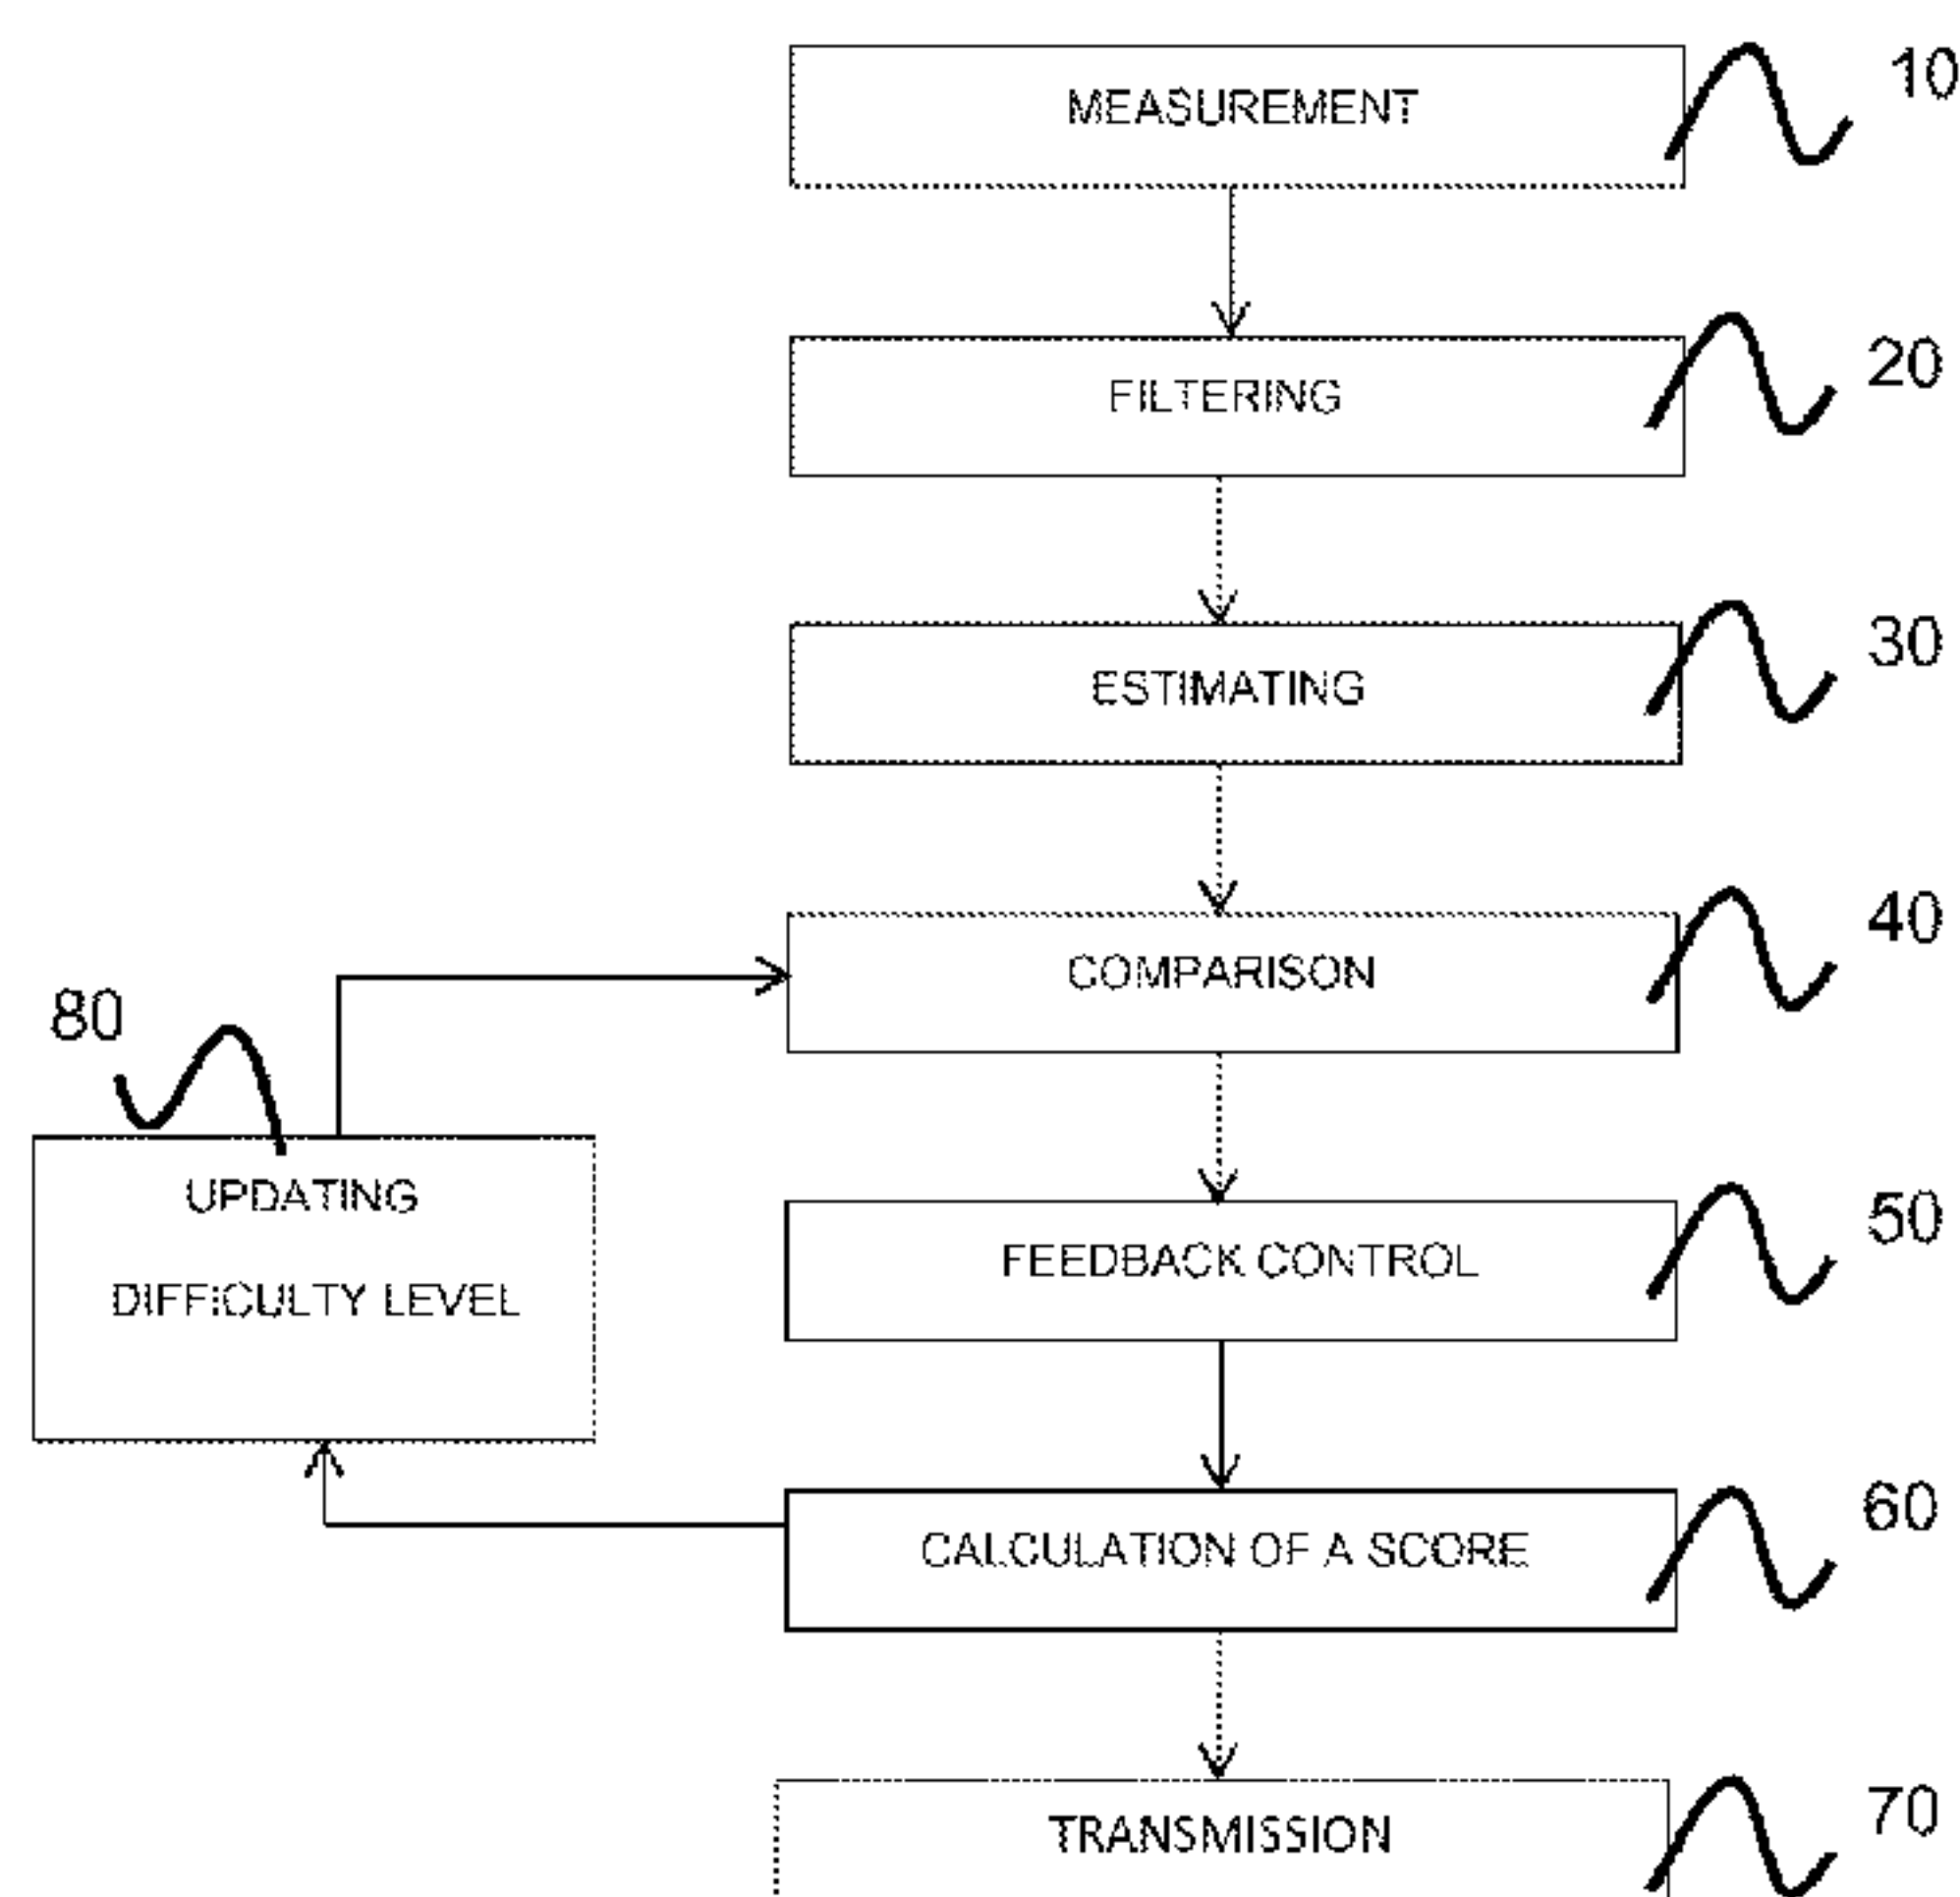 MEASUREMENT
10
FILTERING
20
ESTIMATING
30
COMPARISON
40
80
UPDATING
DIFFICULTY LEVEL
FEEDBACK CONTROL
50
CALCULATION OF A SCORE
60
TRANSMISSION
70